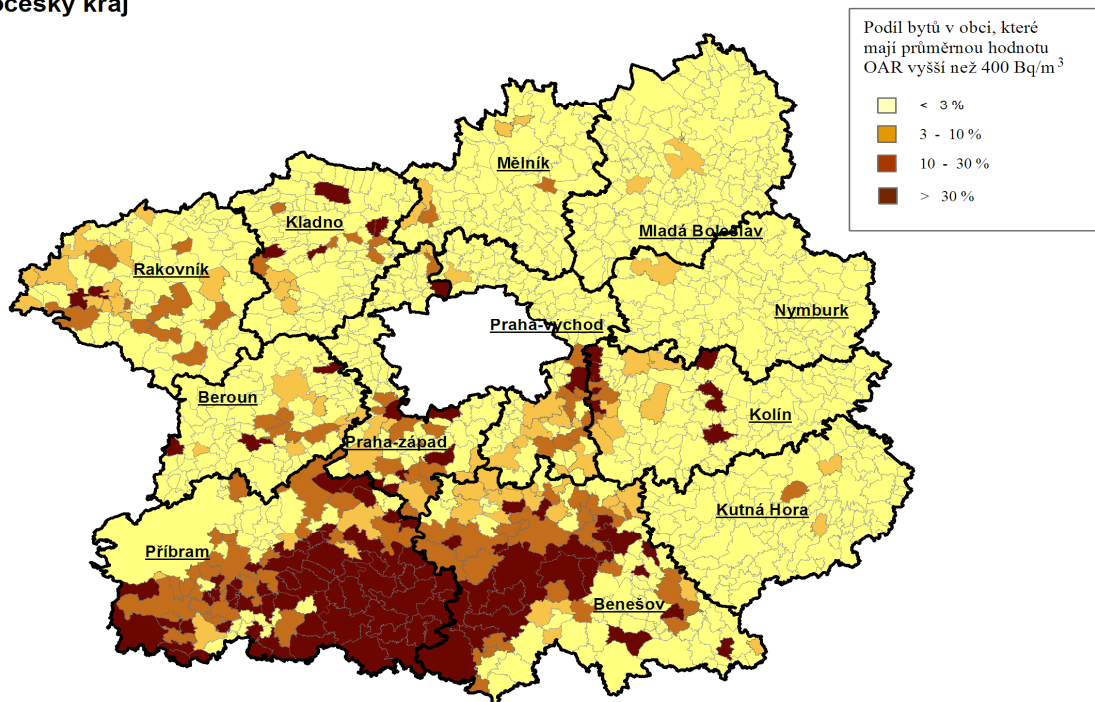 český kraj
Podíl bytů v obci, které
mají průměrnou hodnotu
OAR vyšší než 400 Bq/m³
< 3 %
3 - 10 %
10 - 30 %
> 30 %
Mělník
Kladno
Mladá Boleslav
Rakovník
Nymburk
Praha-východ
Beroun
Kolín
Praha-západ
Kutná Hora
Příbram
Benešov